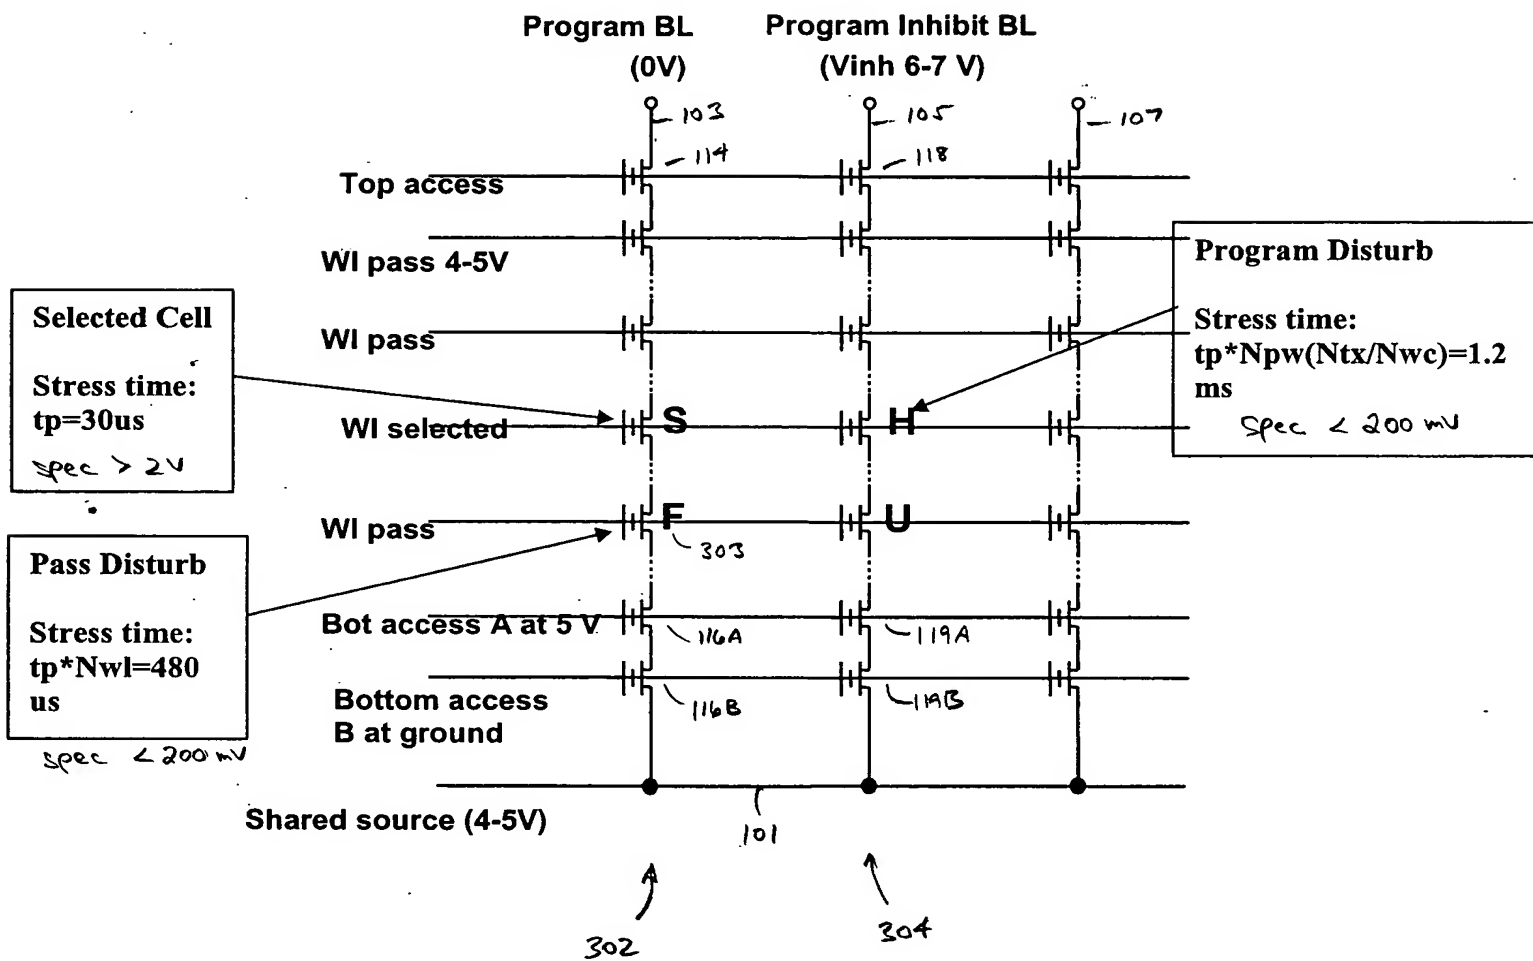 Program BL
(0V)
Program Inhibit BL
(Vinh 6-7 V)
103
105
107
114
118
Top access
Wl pass 4-5V
Program Disturb
Stress time:
tp*Npw(Ntx/Nwc)=1.2
ms
spec < 200 mV
Selected Cell
Stress time:
tp=30us
spec > 2V
Wl pass
Wl selected
S
H
Wl pass
F
U
303
Pass Disturb
Stress time:
tp*Nwl=480
us
spec < 200 mV
Bot access A at 5 V
116A
119A
Bottom access
B at ground
116B
119B
Shared source (4-5V)
101
302
304